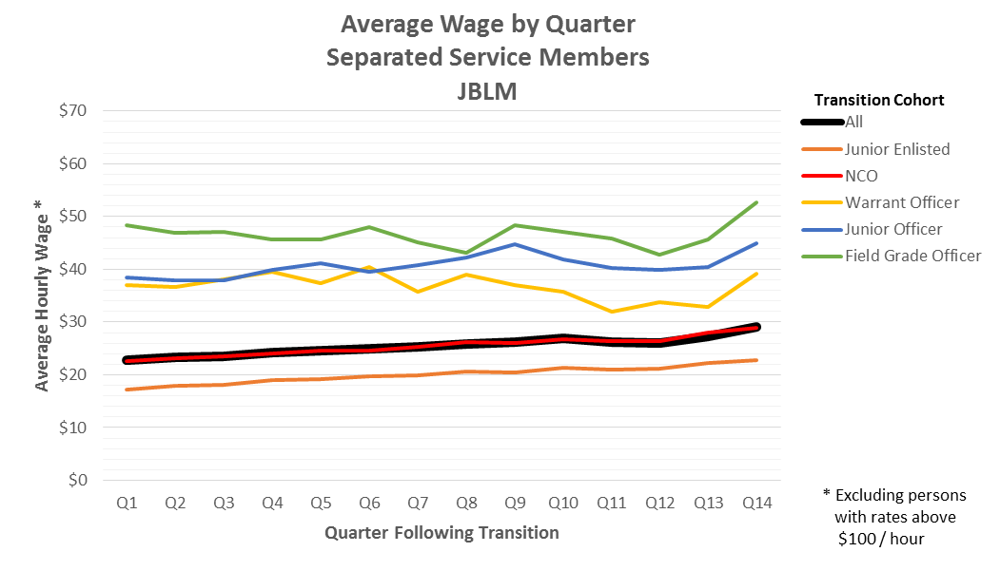 Average Wage by Quarter
Separated Service Members
JBLM
Transition Cohort
All
Junior Enlisted
NCO
Warrant Officer
Junior Officer
Field Grade Officer
Average Hourly Wage *
$70
$60
$50
$40
$30
$20
$10
$0
Q1 Q2 Q3 Q4 Q5 Q6 Q7 Q8 Q9 Q10 Q11 Q12 Q13 Q14
Quarter Following Transition
* Excluding persons
with rates above
$100 / hour